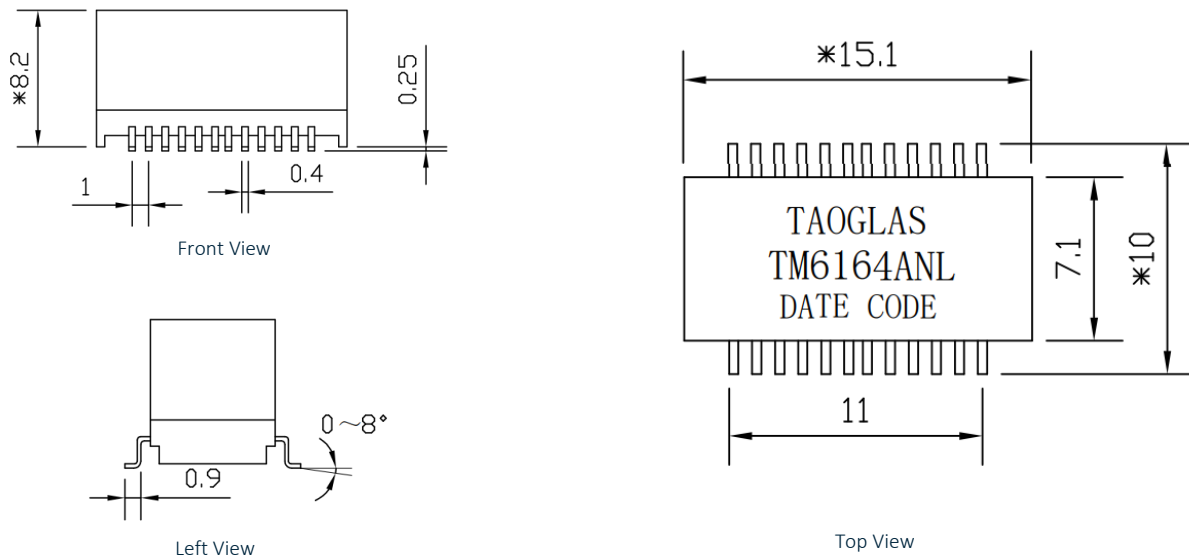 *8.2
0.25
1
0.4
Front View
0~8°
0.9
Left View
*15.1
TAOGLAS
TM6164ANL
DATE CODE
7.1
*10
11
Top View